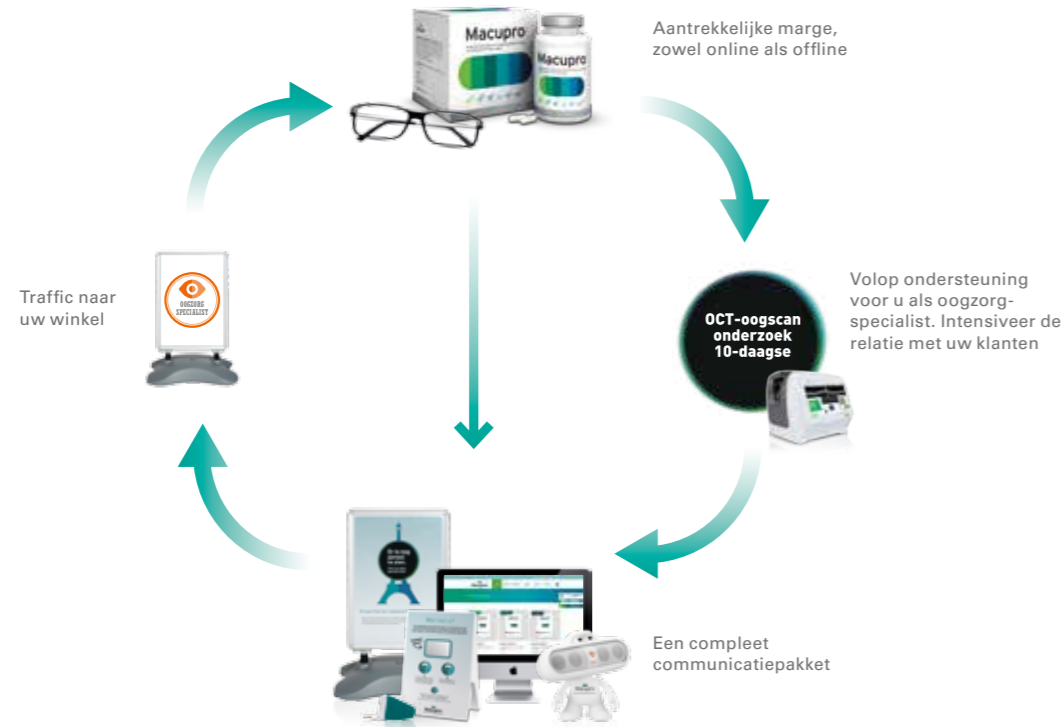 Macupro
Macupro
Aantrekkelijke marge,
zowel online als offline
Traffic naar
uw winkel
OOGZORG
SPECIALIST
OCT-oogscan
onderzoek
10-daagse
Volop ondersteuning
voor u als oogzorg-
specialist. Intensiveer de
relatie met uw klanten
Een compleet
communicatiepakket
Macupro